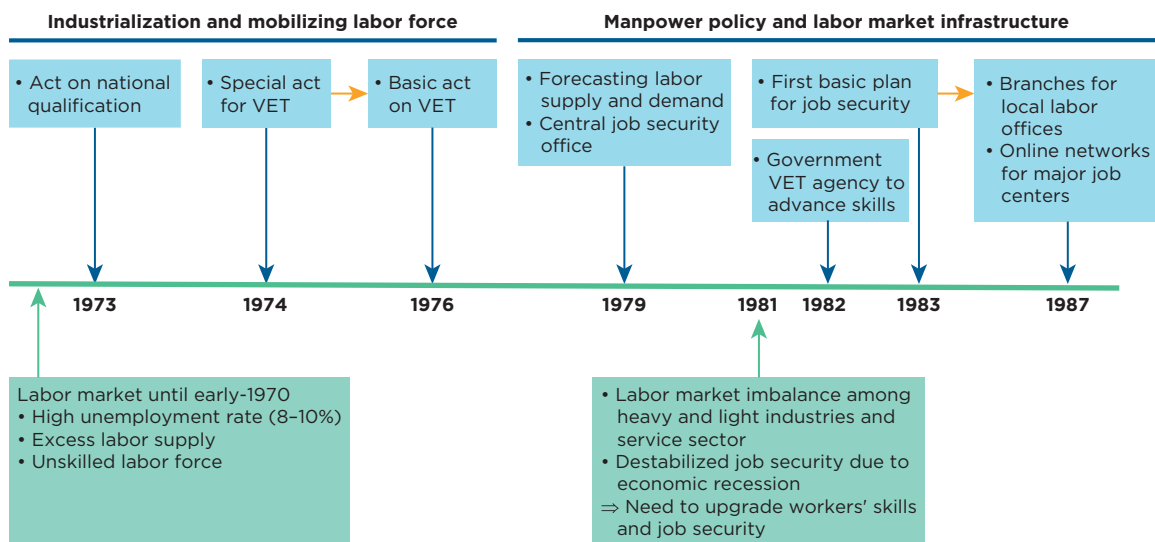 Industrialization and mobilizing labor force
Manpower policy and labor market infrastructure
• Act on national
qualification
• Special act
for VET
• Basic act
on VET
• Forecasting labor
supply and demand
• Central job security
office
• First basic plan
for job security
• Government
VET agency to
advance skills
• Branches for
local labor
offices
• Online networks
for major job
centers
1973
1974
1976
1979
1981
1982
1983
1987
Labor market until early-1970
• High unemployment rate (8–10%)
• Excess labor supply
• Unskilled labor force
• Labor market imbalance among
heavy and light industries and
service sector
• Destabilized job security due to
economic recession
⇒ Need to upgrade workers' skills
and job security